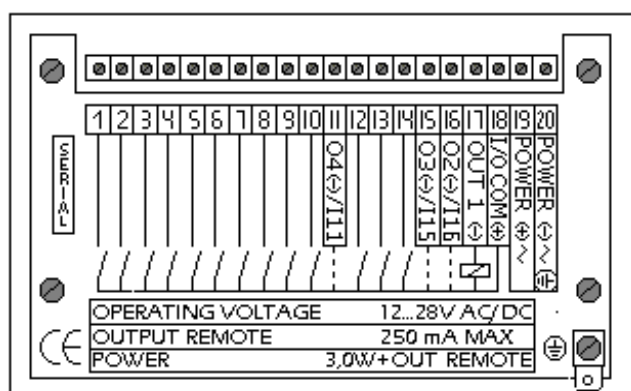 1 2 3 4 5 6 7 8 9 10 11 12 13 14 15 16 17 18 19 20
SERIAL
O4(-)/I11
O3(-)/I15
O2(-)/I16
OUT 1 (-)
I/O COM(+)
POWER (+) ~
POWER (-) ~
OPERATING VOLTAGE 12...28V AC/DC
OUTPUT REMOTE 250 mA MAX
POWER 3,0W+OUT REMOTE
CE